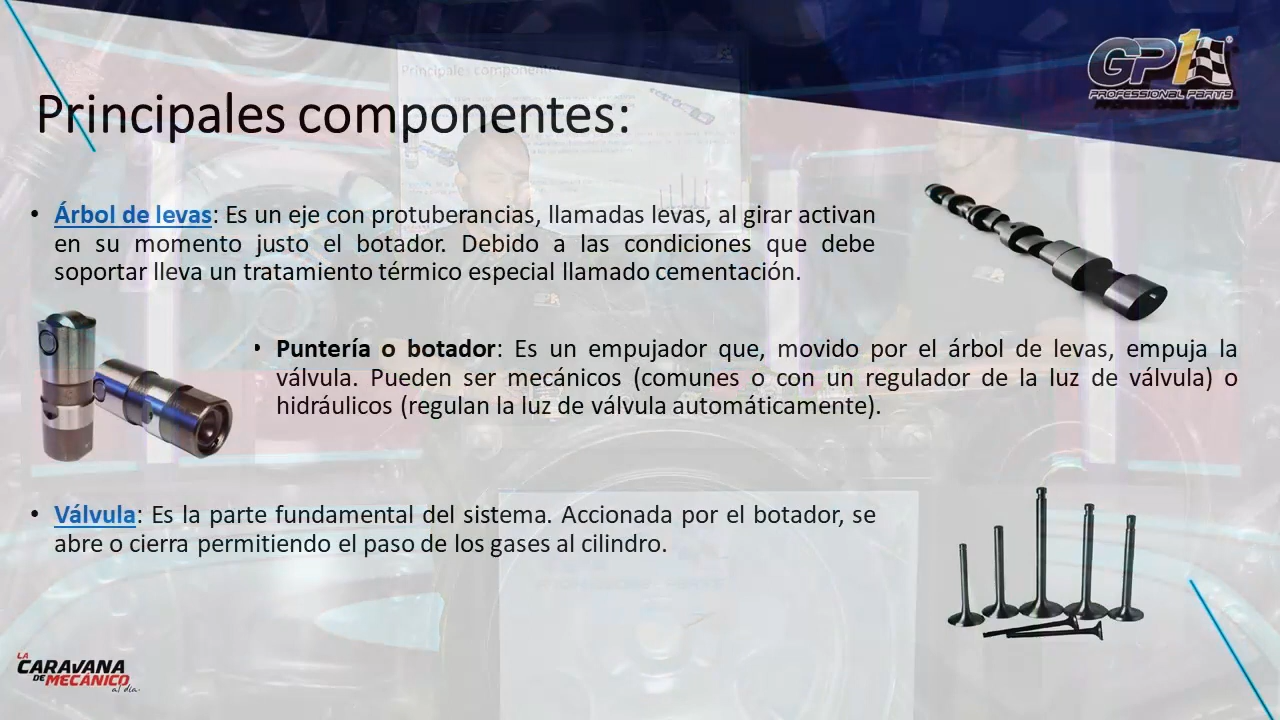 GP1®
PROFESSIONAL PARTS
Principales componentes:
• Árbol de levas: Es un eje con protuberancias, llamadas levas, al girar activan
en su momento justo el botador. Debido a las condiciones que debe
soportar lleva un tratamiento térmico especial llamado cementación.
• Puntería o botador: Es un empujador que, movido por el árbol de levas, empuja la
válvula. Pueden ser mecánicos (comunes o con un regulador de la luz de válvula) o
hidráulicos (regulan la luz de válvula automáticamente).
• Válvula: Es la parte fundamental del sistema. Accionada por el botador, se
abre o cierra permitiendo el paso de los gases al cilindro.
LA
CARAVANA
DE MECÁNICO
al día.
Principales componentes